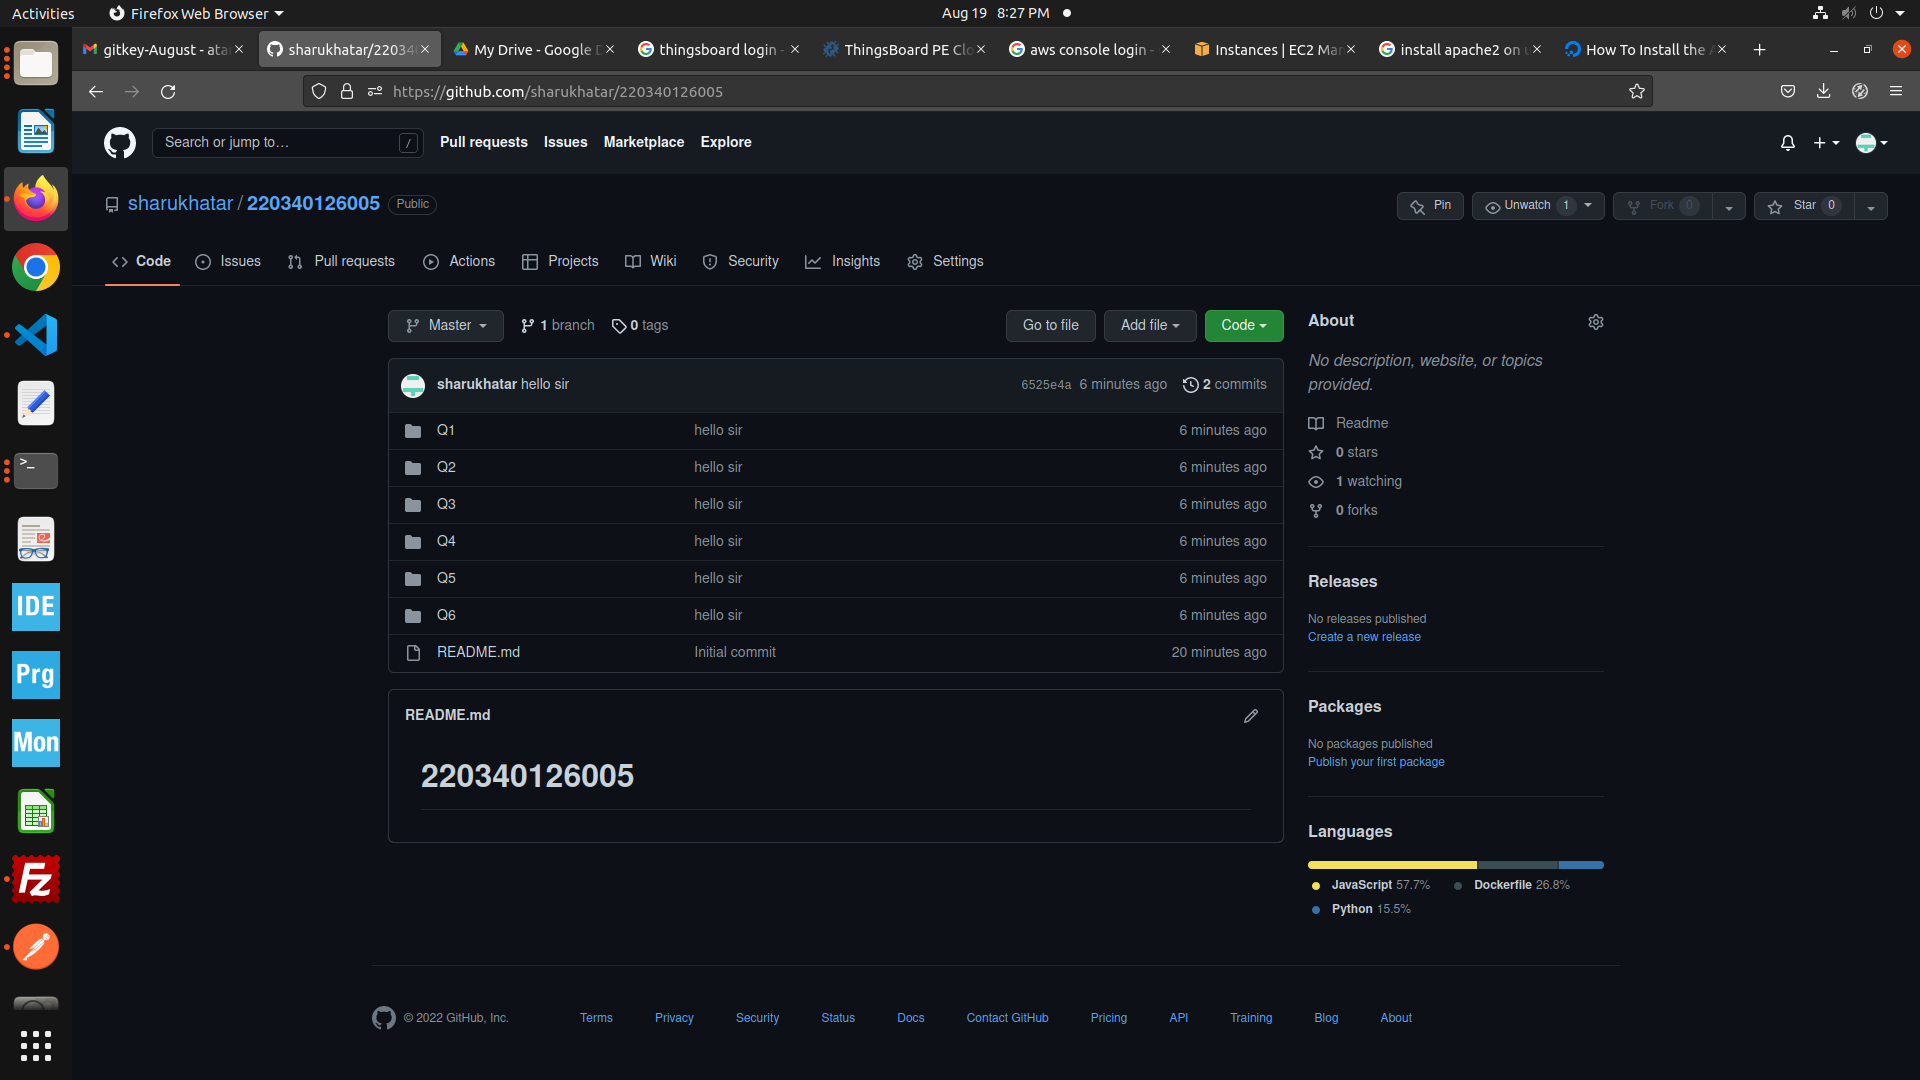 Activities Firefox Web Browser Aug 19 8:27 PM
gitkey-August - ata sharukhatar/22034 My Drive - Google D thingsboard login - ThingsBoard PE Clo aws console login - Instances | EC2 Mar install apache2 on u How To Install the A
https://github.com/sharukhatar/220340126005
Search or jump to… / Pull requests Issues Marketplace Explore
sharukhatar / 220340126005 Public Pin Unwatch 1 Fork 0 Star 0
Code Issues Pull requests Actions Projects Wiki Security Insights Settings
Master 1 branch 0 tags Go to file Add file Code
sharukhatar hello sir 6525e4a 6 minutes ago 2 commits
Q1 hello sir 6 minutes ago
Q2 hello sir 6 minutes ago
Q3 hello sir 6 minutes ago
Q4 hello sir 6 minutes ago
Q5 hello sir 6 minutes ago
Q6 hello sir 6 minutes ago
README.md Initial commit 20 minutes ago
README.md
220340126005
About
No description, website, or topics
provided.
Readme
0 stars
1 watching
0 forks
Releases
No releases published
Create a new release
Packages
No packages published
Publish your first package
Languages
JavaScript 57.7% Dockerfile 26.8%
Python 15.5%
IDE
Prg
Mon
Fz
© 2022 GitHub, Inc. Terms Privacy Security Status Docs Contact GitHub Pricing API Training Blog About